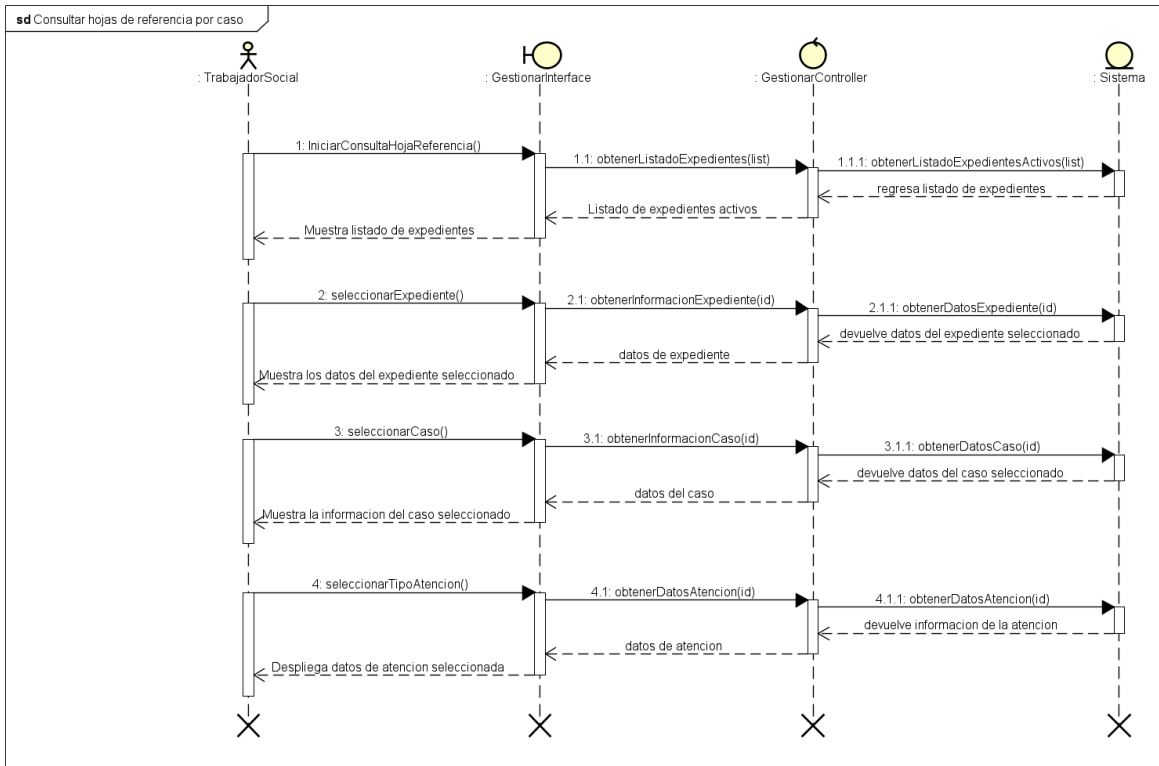 sd Consultar hojas de referencia por caso
: TrabajadorSocial
: GestionarInterface
: GestionarController
: Sistema
1: IniciarConsultaHojaReferencia()
1.1: obtenerListadoExpedientes(list)
1.1.1: obtenerListadoExpedientesActivos(list)
regresa listado de expedientes
Listado de expedientes activos
Muestra listado de expedientes
2: seleccionarExpediente()
2.1: obtenerInformacionExpediente(id)
2.1.1: obtenerDatosExpediente(id)
devuelve datos del expediente seleccionado
datos de expediente
Muestra los datos del expediente seleccionado
3: seleccionarCaso()
3.1: obtenerInformacionCaso(id)
3.1.1: obtenerDatosCaso(id)
devuelve datos del caso seleccionado
datos del caso
Muestra la informacion del caso seleccionado
4: seleccionarTipoAtencion()
4.1: obtenerDatosAtencion(id)
4.1.1: obtenerDatosAtencion(id)
devuelve informacion de la atencion
datos de atencion
Despliega datos de atencion seleccionada